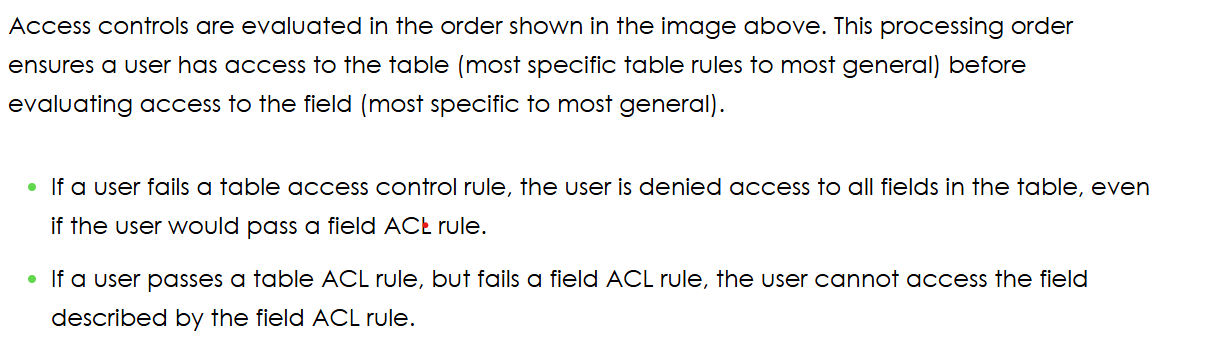 Access controls are evaluated in the order shown in the image above. This processing order
ensures a user has access to the table (most specific table rules to most general) before
evaluating access to the field (most specific to most general).
• If a user fails a table access control rule, the user is denied access to all fields in the table, even
if the user would pass a field ACL rule.
• If a user passes a table ACL rule, but fails a field ACL rule, the user cannot access the field
described by the field ACL rule.